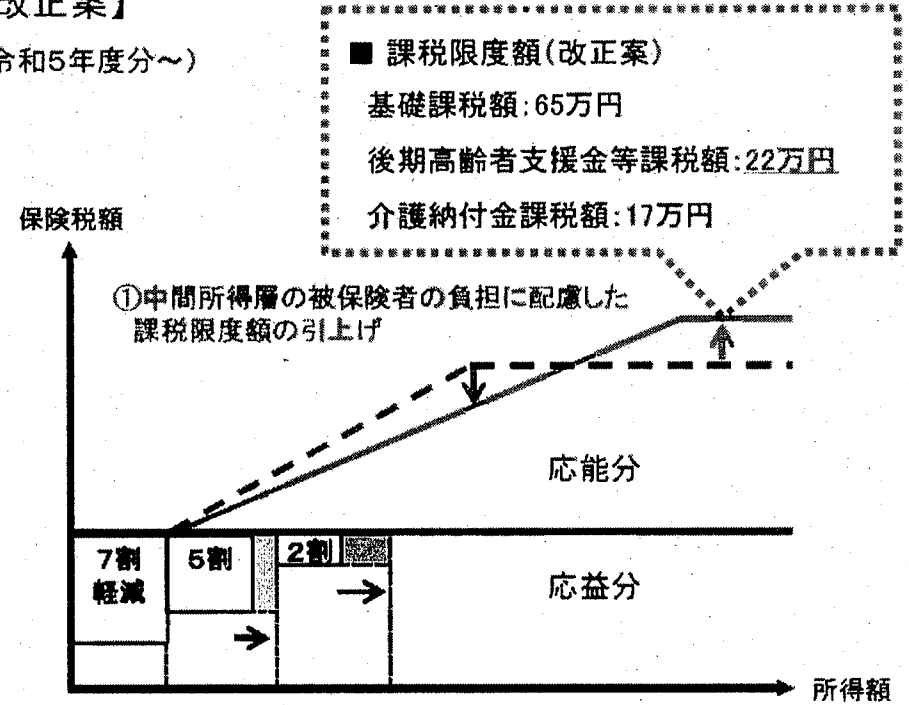 改正案】
令和5年度分～)
■ 課税限度額(改正案)
基礎課税額:65万円
後期高齢者支援金等課税額:22万円
介護納付金課税額:17万円
保険税額
①中間所得層の被保険者の負担に配慮した
課税限度額の引上げ
応能分
7割
軽減
5割
2割
応益分
所得額